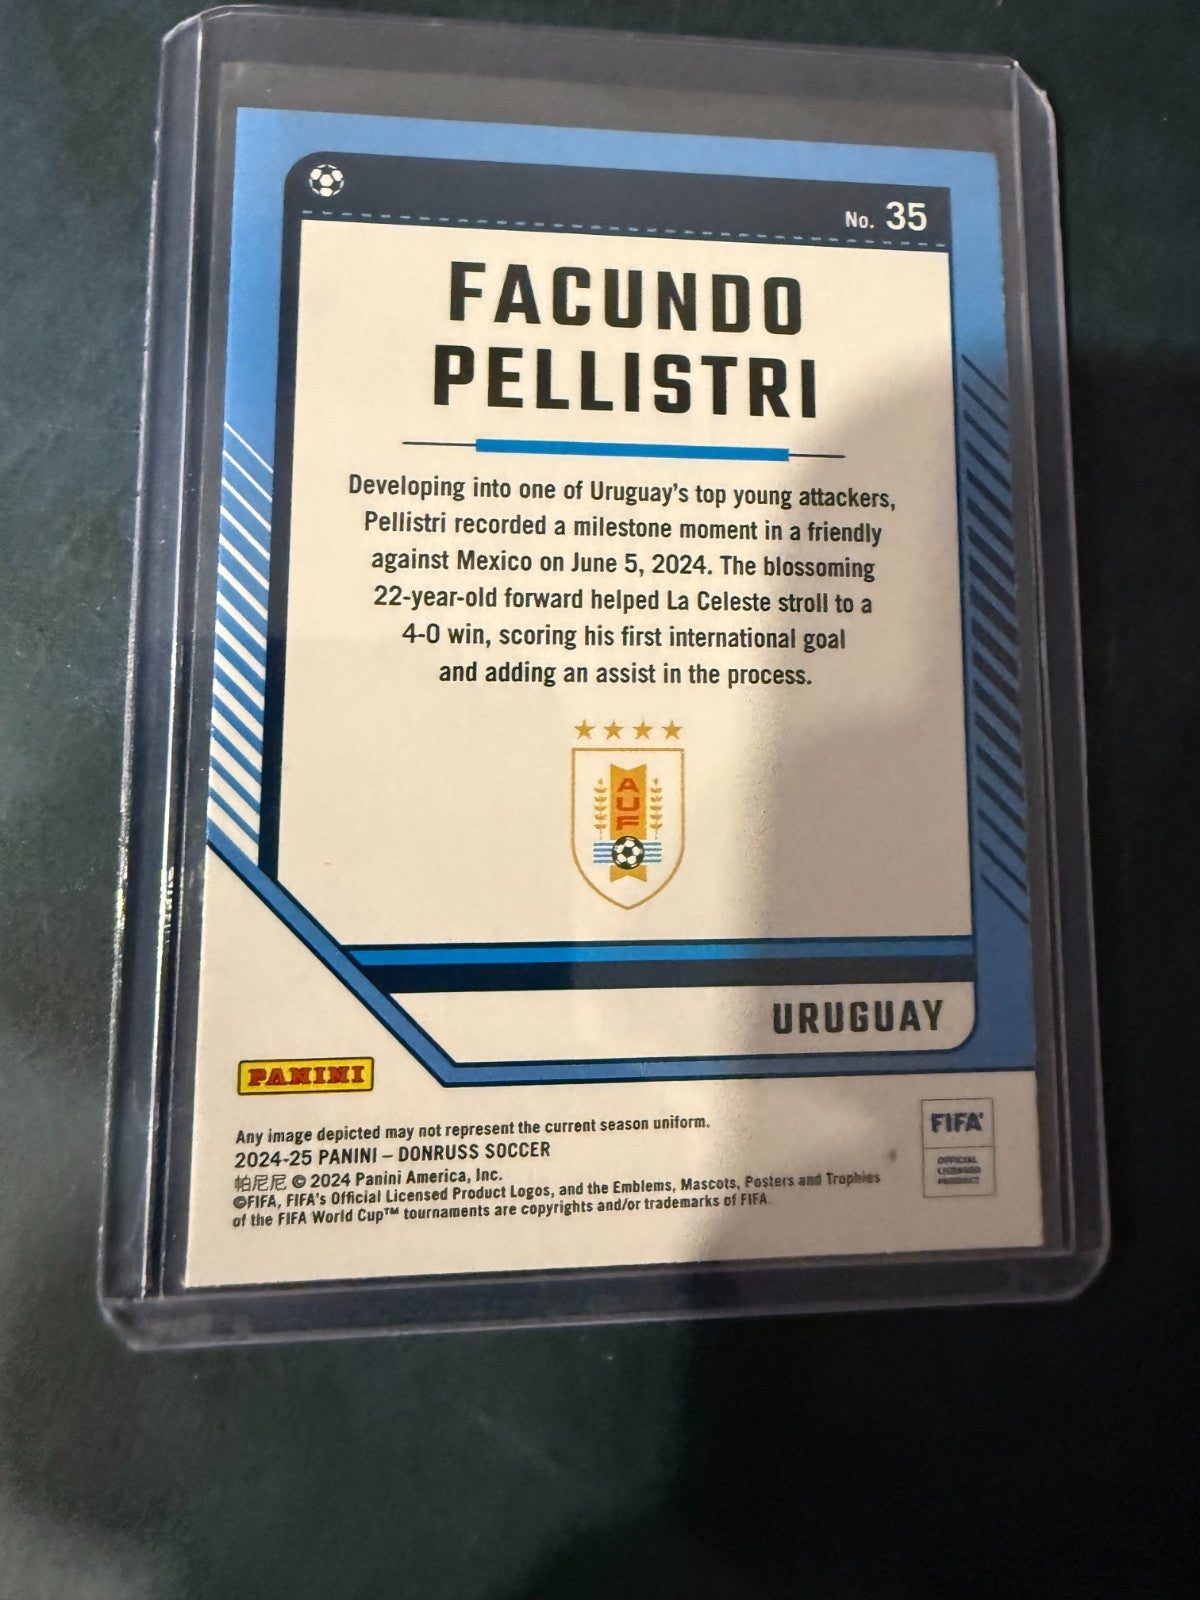 No. 35
FACUNDO
PELLISTRI
Developing into one of Uruguay's top young attackers,
Pellistri recorded a milestone moment in a friendly
against Mexico on June 5, 2024. The blossoming
22-year-old forward helped La Celeste stroll to a
4-0 win, scoring his first international goal
and adding an assist in the process.
AUF
URUGUAY
PANINI
Any image depicted may not represent the current season uniform.
2024-25 PANINI – DONRUSS SOCCER
帕尼尼 © 2024 Panini America, Inc.
©FIFA, FIFA's Official Licensed Product Logos, and the Emblems, Mascots, Posters and Trophies
of the FIFA World Cup™ tournaments are copyrights and/or trademarks of FIFA.
FIFA®
OFFICIAL
LICENSED
PRODUCT